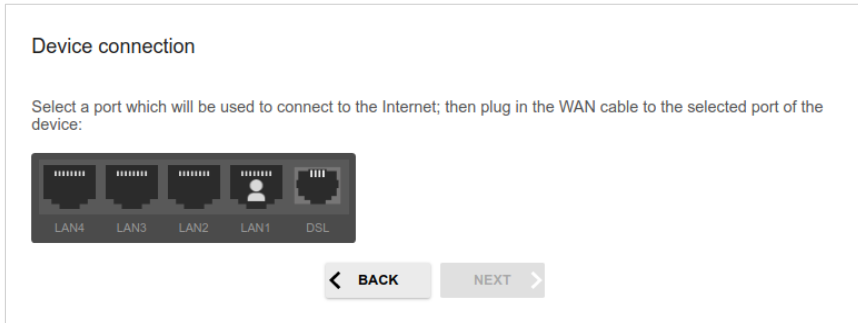 Device connection
Select a port which will be used to connect to the Internet; then plug in the WAN cable to the selected port of the
device:
LAN4 LAN3 LAN2 LAN1 DSL
BACK NEXT